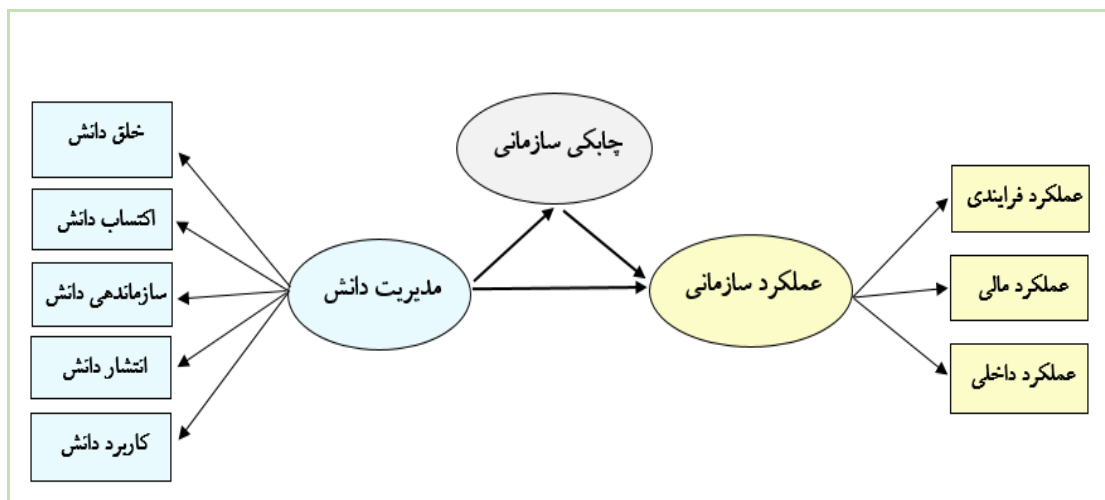 چابکی سازمانی
خلق دانش
اکتساب دانش
سازماندهی دانش
انتشار دانش
کاربرد دانش
مدیریت دانش
عملکرد سازمانی
عملکرد فرایندی
عملکرد مالی
عملکرد داخلی